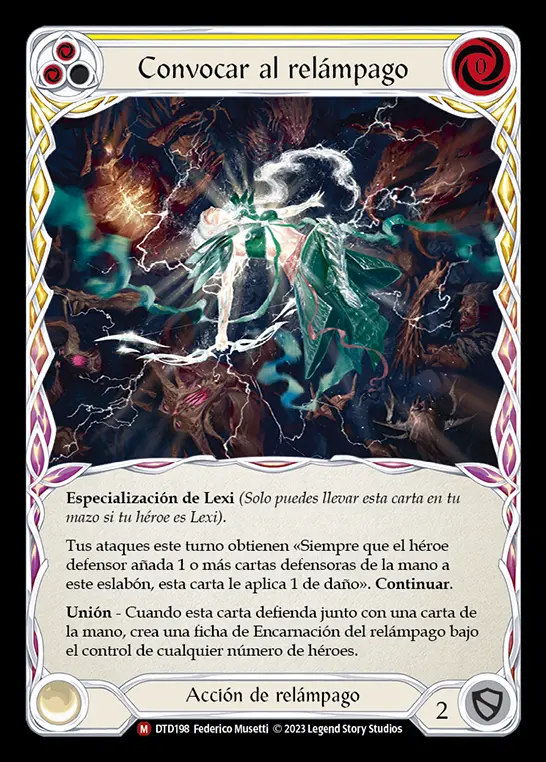 Convocar al relámpago
0
Especialización de Lexi (Solo puedes llevar esta carta en tu
mazo si tu héroe es Lexi).
Tus ataques este turno obtienen «Siempre que el héroe
defensor añada 1 o más cartas defensoras de la mano a
este eslabón, esta carta le aplica 1 de daño». Continuar.
Unión - Cuando esta carta defienda junto con una carta de
la mano, crea una ficha de Encarnación del relámpago bajo
el control de cualquier número de héroes.
Acción de relámpago
2
M DTD198 Federico Musetti © 2023 Legend Story Studios